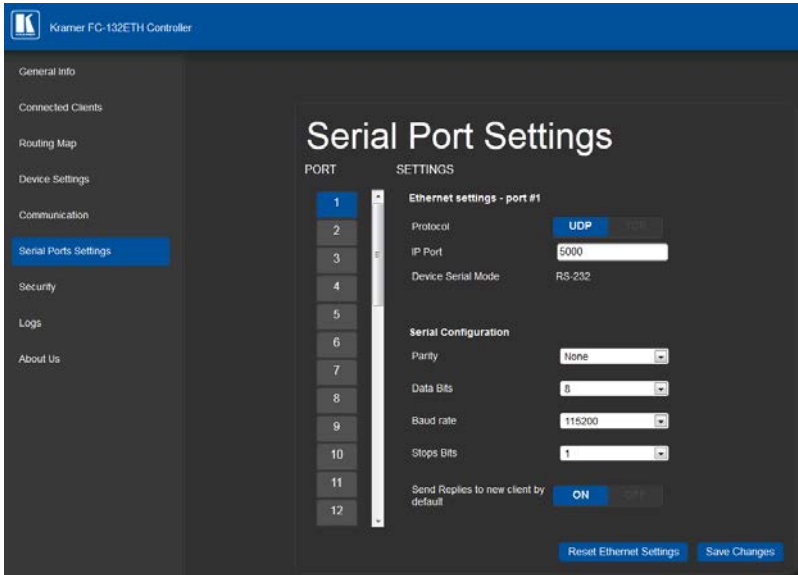 Kramer FC-132ETH Controller
General Info
Connected Clients
Routing Map
Device Settings
Communication
Serial Ports Settings
Security
Logs
About Us
Serial Port Settings
PORT SETTINGS
1
2
3
4
5
6
7
8
9
10
11
12
Ethernet settings - port #1
Protocol UDP TCP
IP Port 5000
Device Serial Mode RS-232
Serial Configuration
Parity None
Data Bits 8
Baud rate 115200
Stops Bits 1
Send Replies to new client by
default
ON OFF
Reset Ethernet Settings Save Changes